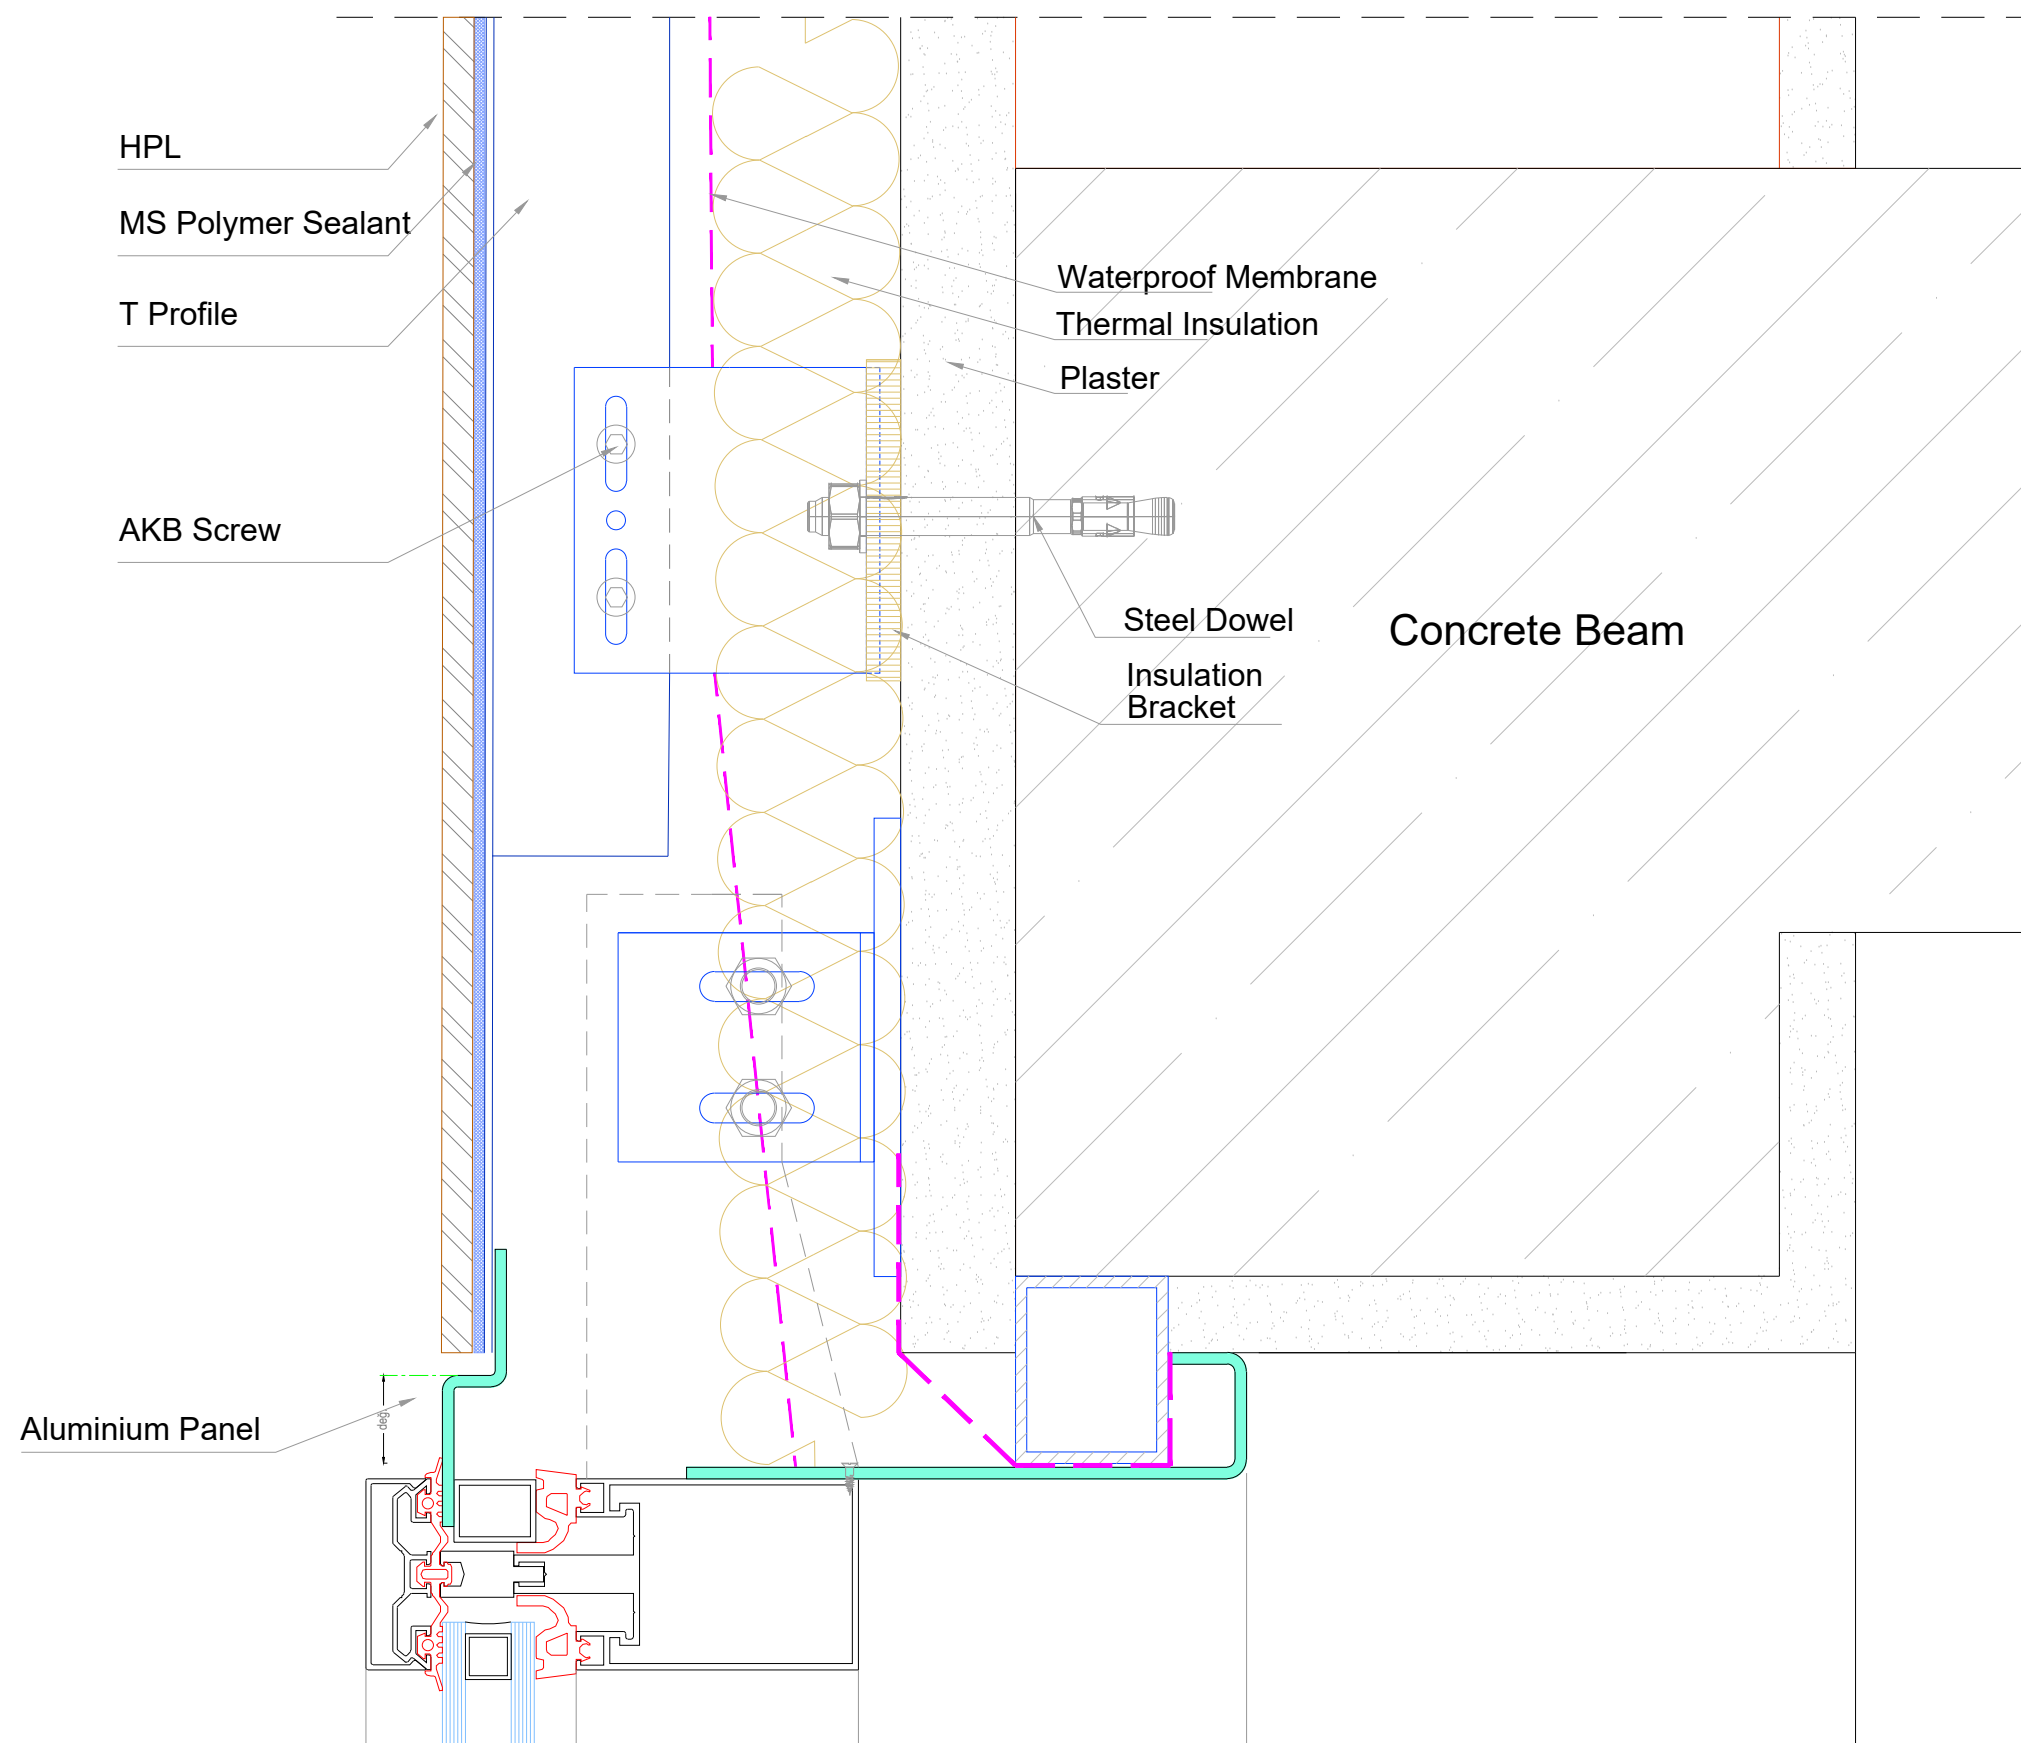 HPL
MS Polymer Sealant
T Profile
AKB Screw
Waterproof Membrane
Thermal Insulation
Plaster
Steel Dowel
Insulation
Bracket
Concrete Beam
Aluminium Panel
değ.